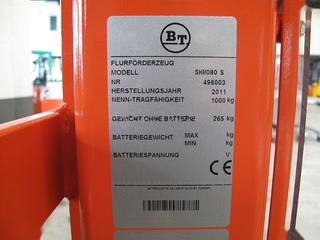 BT
FLURFÖRDERZEUG
MODELL SHM080 S
NR 498003
HERSTELLUNGSJAHR 2011
NENN-TRAGFÄHIGKEIT 1000 kg
GEWICHT OHNE BATTERIE 265 kg
BATTERIEGEWICHT MAX kg
MIN kg
BATTERIESPANNUNG V
CE